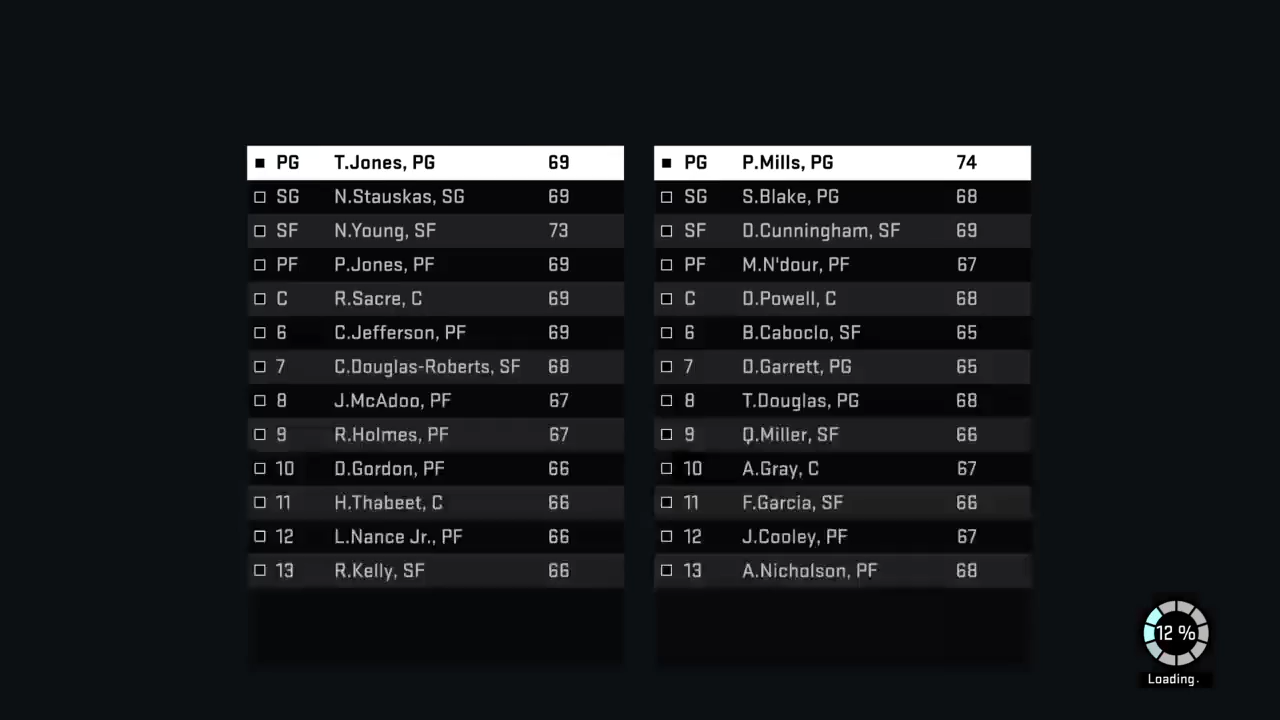 PG T.Jones, PG 69
SG N.Stauskas, SG 69
SF N.Young, SF 73
PF P.Jones, PF 69
C R.Sacre, C 69
6 C.Jefferson, PF 69
7 C.Douglas-Roberts, SF 68
8 J.McAdoo, PF 67
9 R.Holmes, PF 67
10 D.Gordon, PF 66
11 H.Thabeet, C 66
12 L.Nance Jr., PF 66
13 R.Kelly, SF 66
PG P.Mills, PG 74
SG S.Blake, PG 68
SF D.Cunningham, SF 69
PF M.N'dour, PF 67
C D.Powell, C 68
6 B.Caboclo, SF 65
7 D.Garrett, PG 65
8 T.Douglas, PG 68
9 Q.Miller, SF 66
10 A.Gray, C 67
11 F.Garcia, SF 66
12 J.Cooley, PF 67
13 A.Nicholson, PF 68
12 %
Loading.